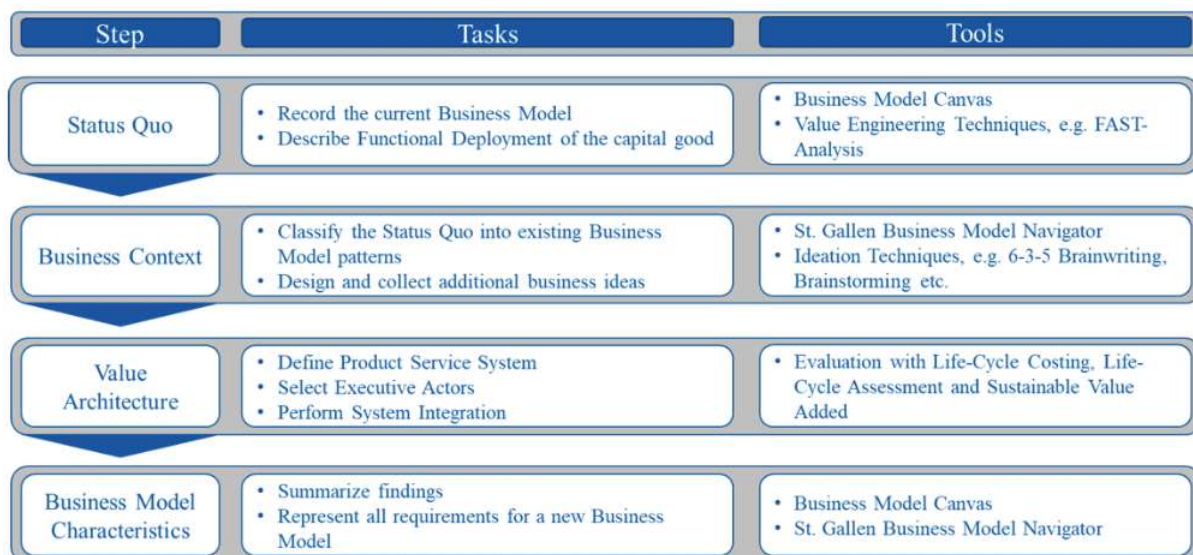 Step
Tasks
Tools
Status Quo
• Record the current Business Model
• Describe Functional Deployment of the capital good
• Business Model Canvas
• Value Engineering Techniques, e.g. FAST-
Analysis
Business Context
• Classify the Status Quo into existing Business
Model patterns
• Design and collect additional business ideas
• St. Gallen Business Model Navigator
• Ideation Techniques, e.g. 6-3-5 Brainwriting,
Brainstorming etc.
Value
Architecture
• Define Product Service System
• Select Executive Actors
• Perform System Integration
• Evaluation with Life-Cycle Costing, Life-
Cycle Assessment and Sustainable Value
Added
Business Model
Characteristics
• Summarize findings
• Represent all requirements for a new Business
Model
• Business Model Canvas
• St. Gallen Business Model Navigator